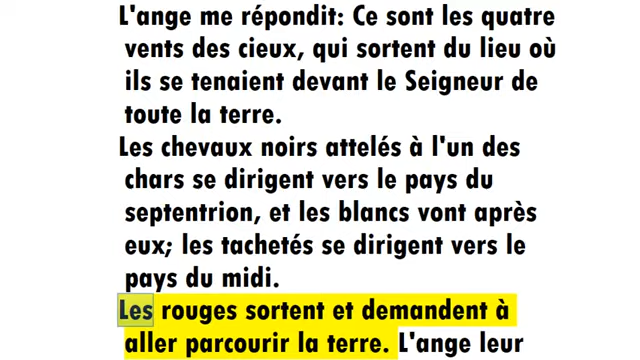 L'ange me répondit: Ce sont les quatre
vents des cieux, qui sortent du lieu où
ils se tenaient devant le Seigneur de
toute la terre.
Les chevaux noirs attelés à l'un des
chars se dirigent vers le pays du
septentrion, et les blancs vont après
eux; les tachetés se dirigent vers le
pays du midi.
Les rouges sortent et demandent à
aller parcourir la terre. L'ange leur